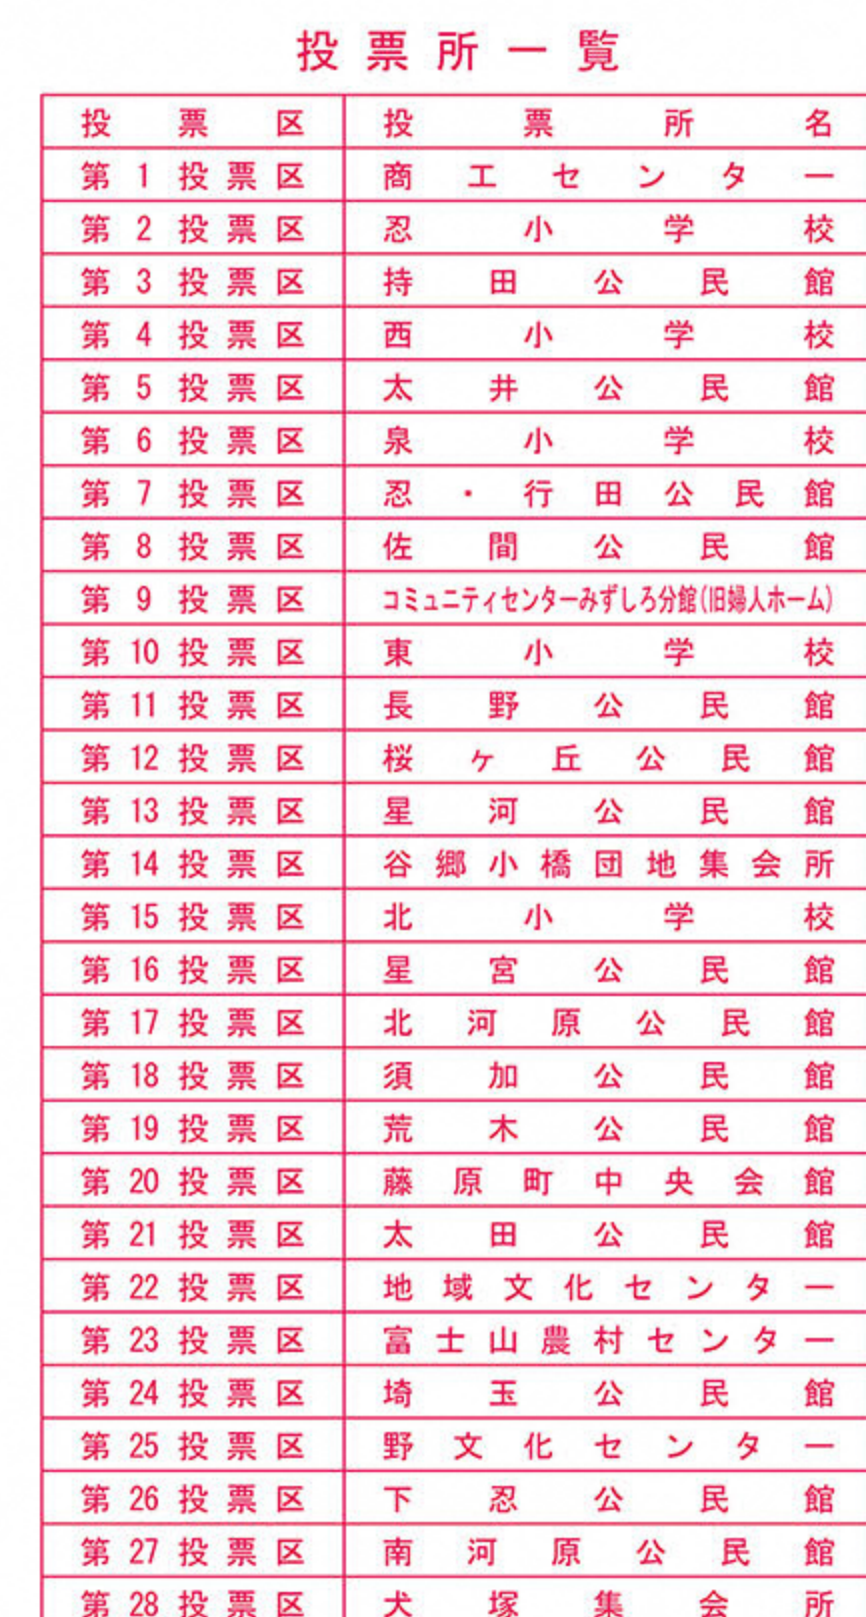 投票所一覧
投票区 投票所名
第1投票区 商工センター
第2投票区 忍小学校
第3投票区 持田公民館
第4投票区 西小学校
第5投票区 太井公民館
第6投票区 泉小学校
第7投票区 忍・行田公民館
第8投票区 佐間公民館
第9投票区 コミュニティセンターみずしろ分館(旧婦人ホーム)
第10投票区 東小学校
第11投票区 長野公民館
第12投票区 桜ヶ丘公民館
第13投票区 星河公民館
第14投票区 谷郷小橋団地集会所
第15投票区 北小学校
第16投票区 星宮公民館
第17投票区 北河原公民館
第18投票区 須加公民館
第19投票区 荒木公民館
第20投票区 藤原町中央会館
第21投票区 太田公民館
第22投票区 地域文化センター
第23投票区 富士山農村センター
第24投票区 埼玉公民館
第25投票区 野文化センター
第26投票区 下忍公民館
第27投票区 南河原公民館
第28投票区 犬塚集会所